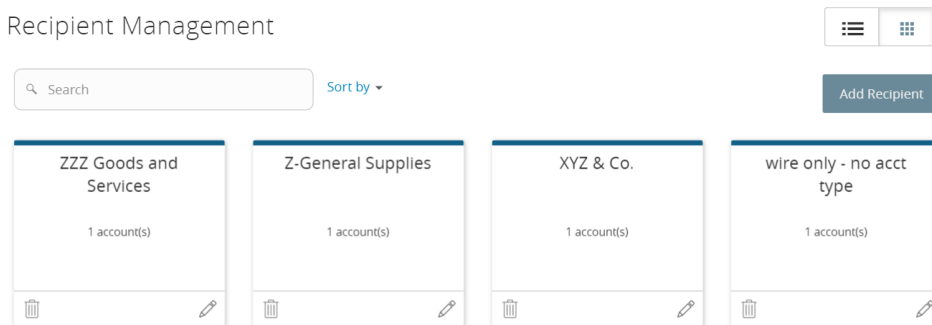 Recipient Management
Search
Sort by
Add Recipient
ZZZ Goods and
Services
1 account(s)
Z-General Supplies
1 account(s)
XYZ & Co.
1 account(s)
wire only - no acct
type
1 account(s)